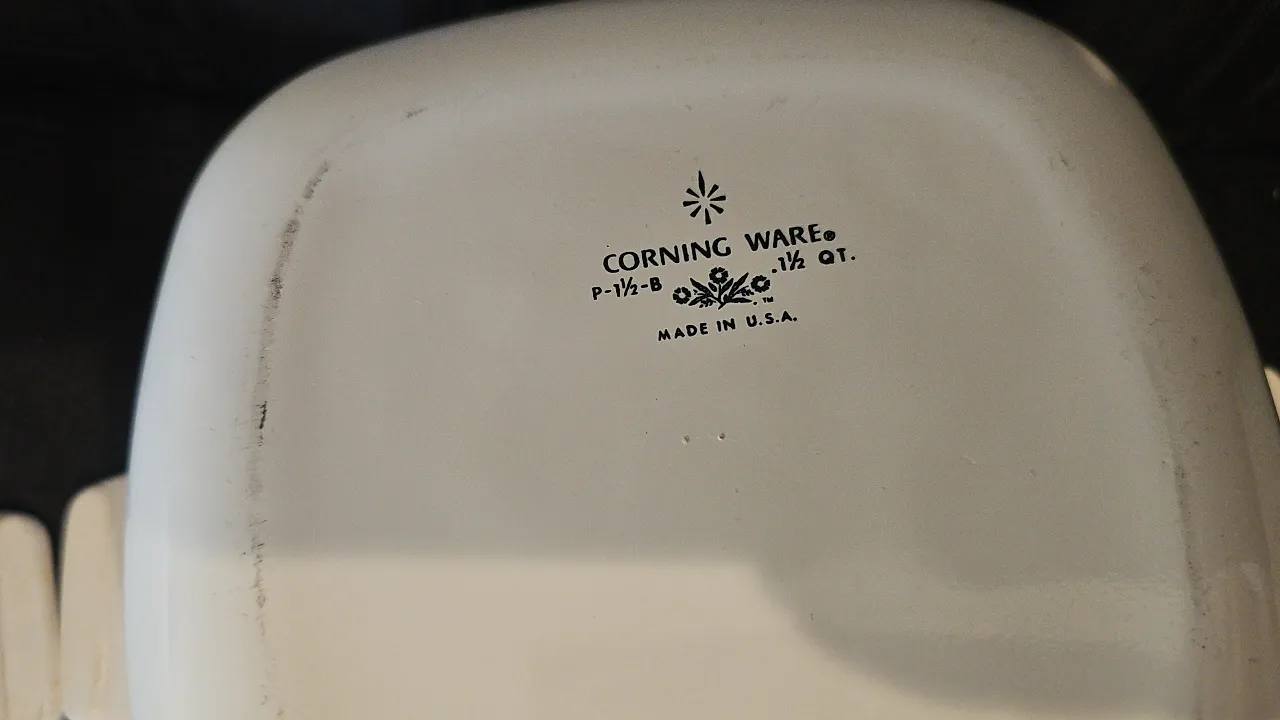 CORNING WARE®
P-1½-B .1½ QT.
™
MADE IN U.S.A.